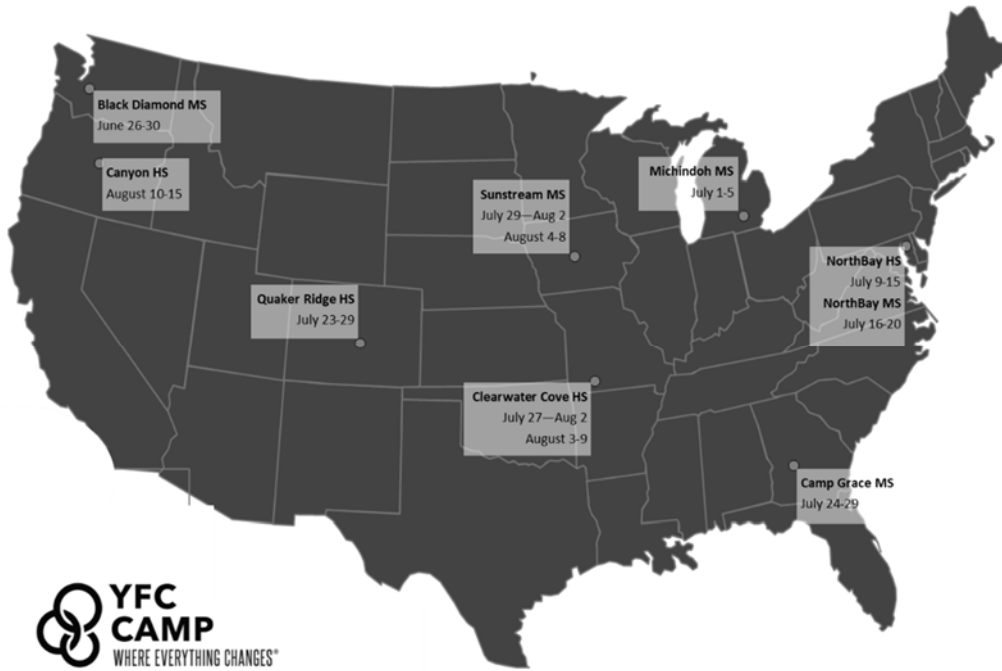 Black Diamond MS
June 26-30
Canyon HS
August 10-15
Sunstream MS
July 29—Aug 2
August 4-8
Michindoh MS
July 1-5
NorthBay HS
July 9-15
NorthBay MS
July 16-20
Quaker Ridge HS
July 23-29
Clearwater Cove HS
July 27—Aug 2
August 3-9
Camp Grace MS
July 24-29
YFC
CAMP
WHERE EVERYTHING CHANGES®